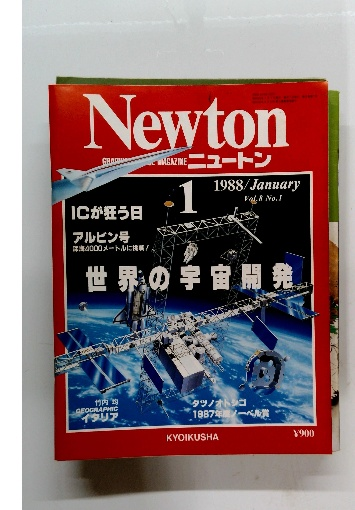 Newton
MAGAZINE ニュートン
1 1988/January
Vol.8 No.1
ICが狂う日
アルビン号
深海4000メートルに挑戦!
世界の宇宙開発
竹内 均
GEOGRAPHIC
イタリア
タツノオトシゴ
1987年度ノーベル賞
KYOIKUSHA
¥900